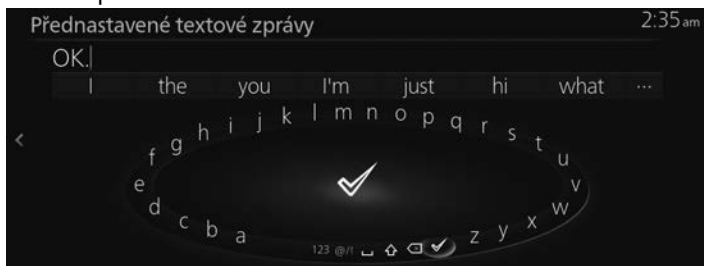 Přednastavené textové zprávy 2:35 am
OK.
I the you I'm just hi what ...
a b c d e f g h i j k l m n o p q r s t u v w x y z
123 @/!